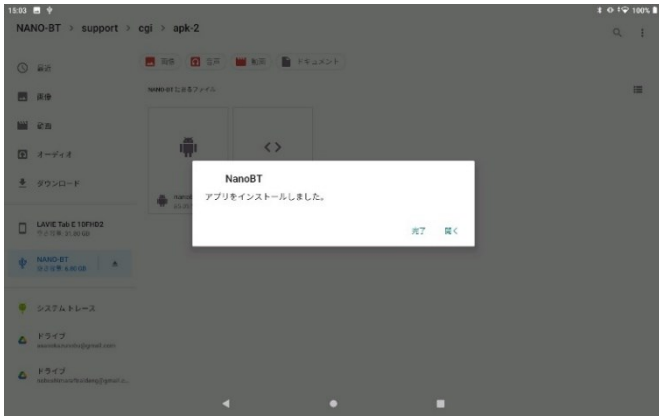 13:03
100%
NANO-BT > support > cgi > apk-2
最近
画像
音声
動画
ドキュメント
NANO-BT にあるファイル
画像
動画
オーディオ
ダウンロード
NanoBT
アプリをインストールしました。
完了 開く
LAVIE Tab E 10FHD2
NANO-BT
システム トレース
ドライブ
ドライブ